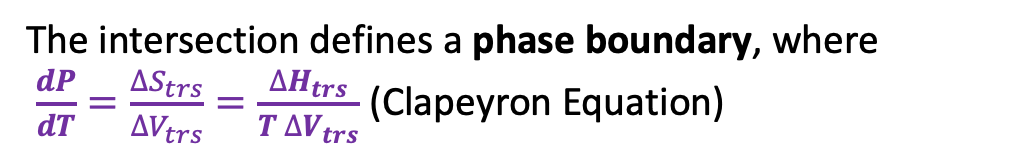 The intersection defines a phase boundary, where
dP/dT = ΔS_trs/ΔV_trs = ΔH_trs/(T ΔV_trs) (Clapeyron Equation)